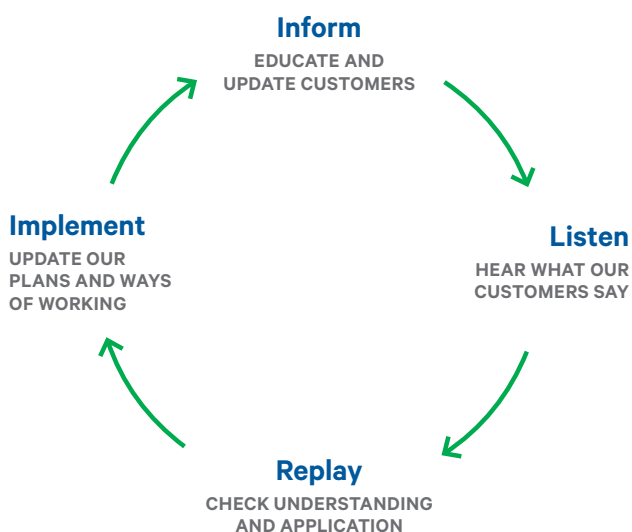 Inform
EDUCATE AND
UPDATE CUSTOMERS
Listen
HEAR WHAT OUR
CUSTOMERS SAY
Replay
CHECK UNDERSTANDING
AND APPLICATION
Implement
UPDATE OUR
PLANS AND WAYS
OF WORKING